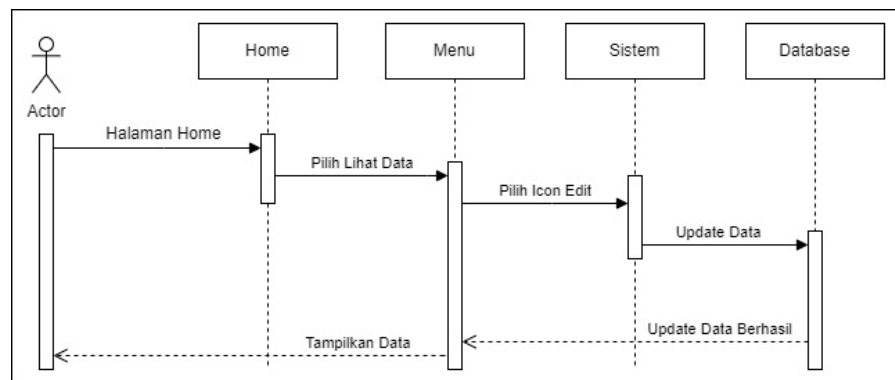 Home
Menu
Sistem
Database
Actor
Halaman Home
Pilih Lihat Data
Pilih Icon Edit
Update Data
Update Data Berhasil
Tampilkan Data